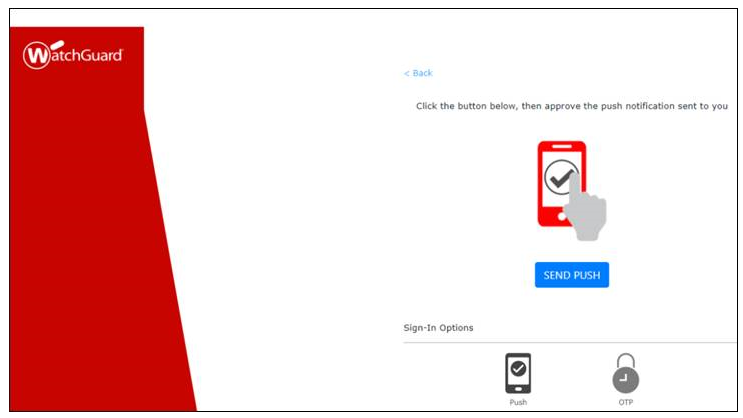 WatchGuard
< Back
Click the button below, then approve the push notification sent to you
SEND PUSH
Sign-In Options
Push
OTP